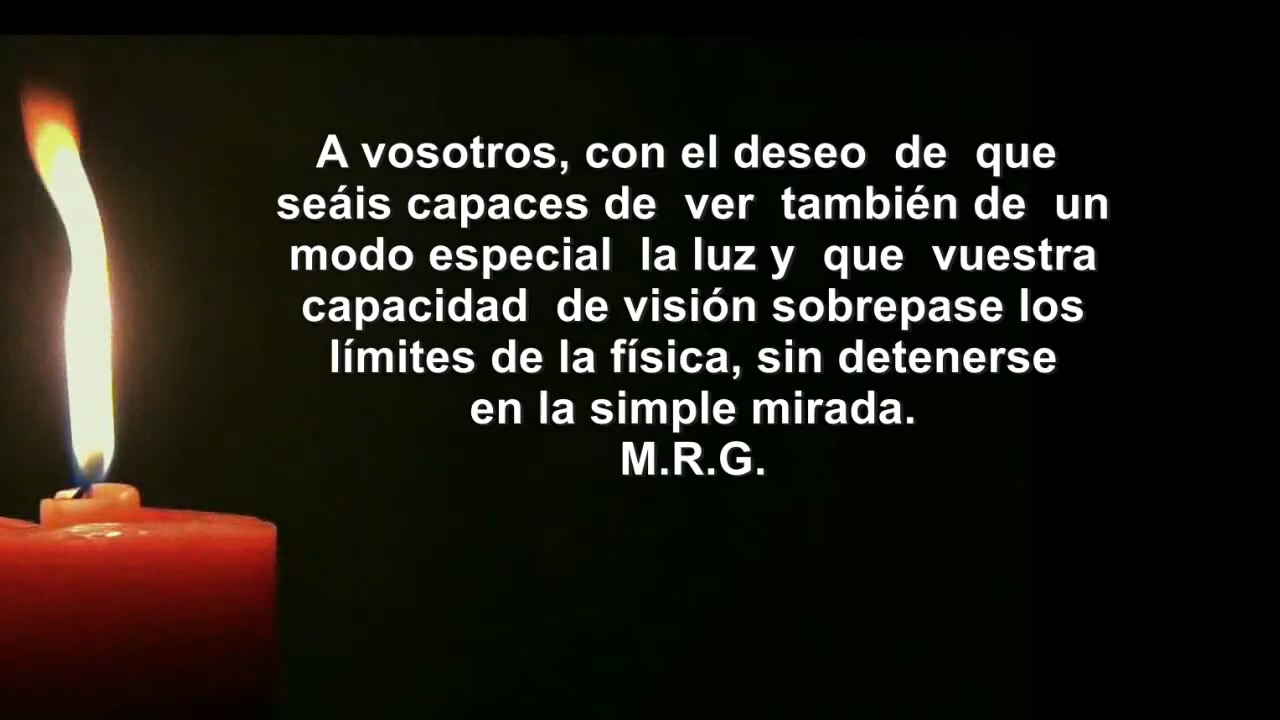 A vosotros, con el deseo de que
seáis capaces de ver también de un
modo especial la luz y que vuestra
capacidad de visión sobrepase los
límites de la física, sin detenerse
en la simple mirada.
M.R.G.